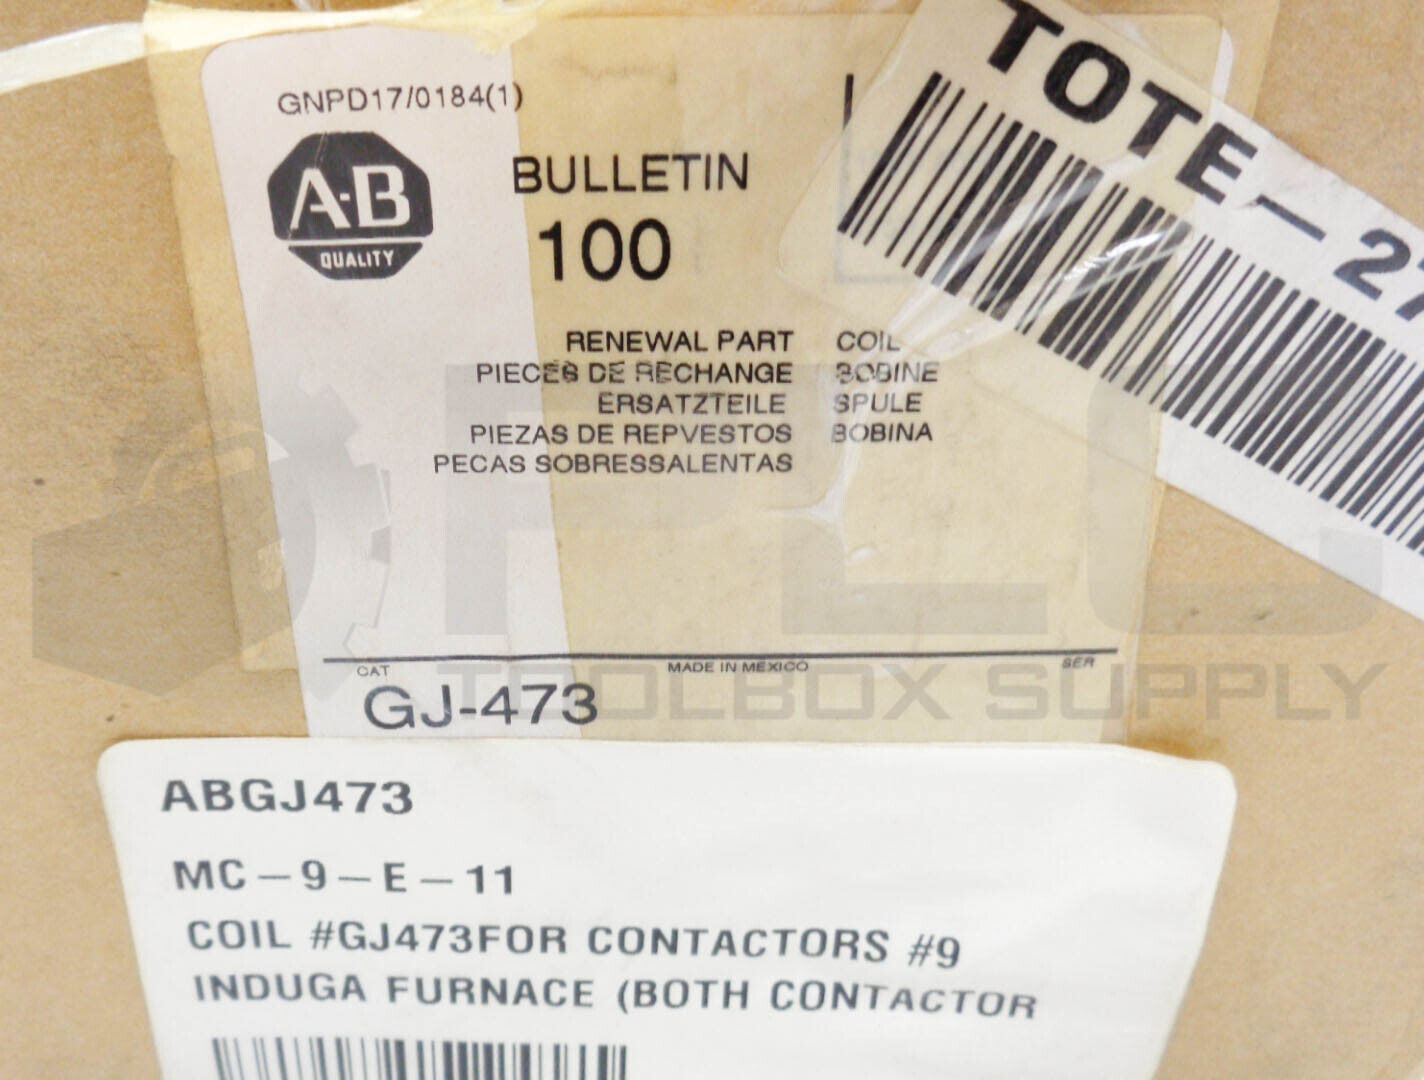 GNPD17/0184(1)
A-B
QUALITY
BULLETIN
100
TOTE-27
RENEWAL PART COIL
PIECES DE RECHANGE BOBINE
ERSATZTEILE SPULE
PIEZAS DE REPVESTOS BOBINA
PECAS SOBRESSALENTAS
PLC
TOOLBOX SUPPLY
CAT
MADE IN MEXICO
SER
GJ-473
ABGJ473
MC-9-E-11
COIL #GJ473FOR CONTACTORS #9
INDUGA FURNACE (BOTH CONTACTOR